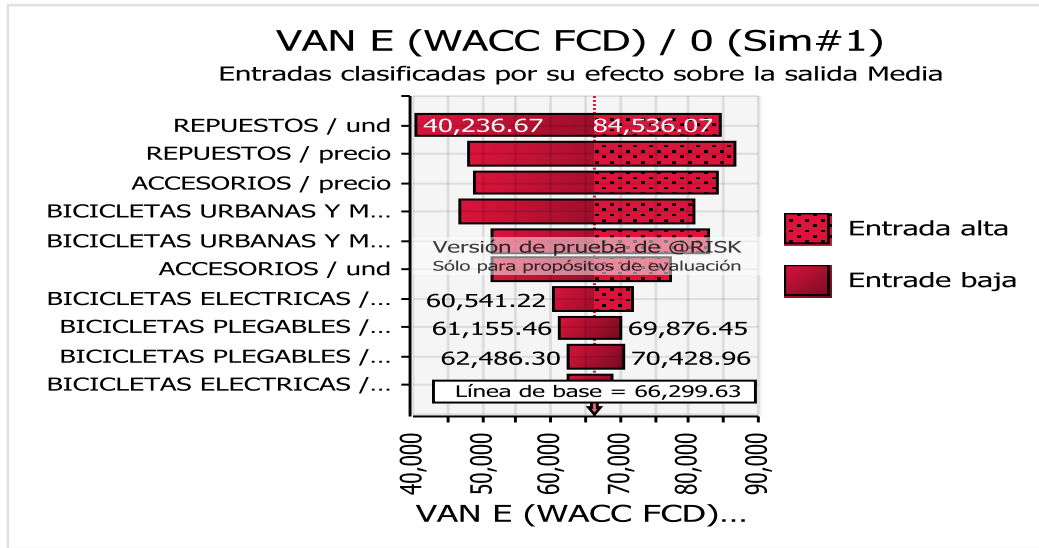 VAN E (WACC FCD) / 0 (Sim#1)
Entradas clasificadas por su efecto sobre la salida Media
REPUESTOS / und
40,236.67
84,536.07
REPUESTOS / precio
ACCESORIOS / precio
BICICLETAS URBANAS Y M...
BICICLETAS URBANAS Y M...
ACCESORIOS / und
Versión de prueba de @RISK
Sólo para propósitos de evaluación
BICICLETAS ELECTRICAS /...
60,541.22
BICICLETAS PLEGABLES /...
61,155.46
69,876.45
BICICLETAS PLEGABLES /...
62,486.30
70,428.96
BICICLETAS ELECTRICAS /...
Línea de base = 66,299.63
40,000
50,000
60,000
70,000
80,000
90,000
VAN E (WACC FCD)...
Entrada alta
Entrade baja